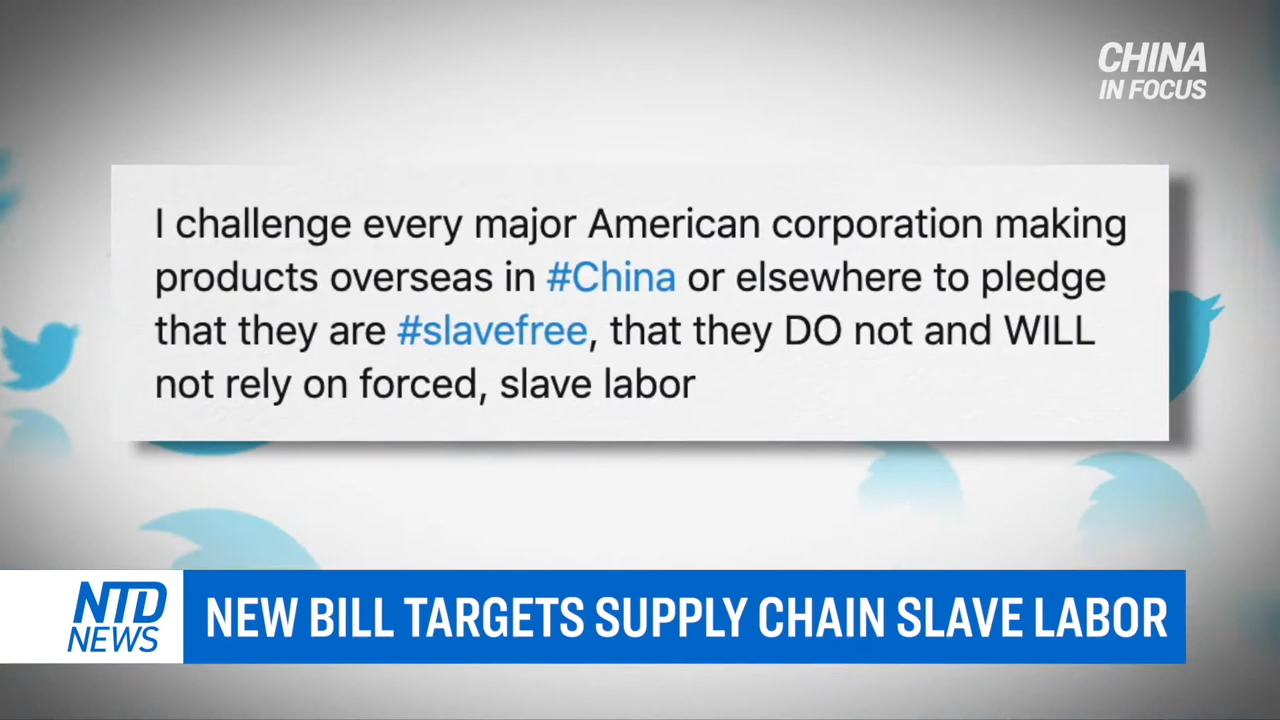 CHINA
IN FOCUS
I challenge every major American corporation making
products overseas in #China or elsewhere to pledge
that they are #slavefree, that they DO not and WILL
not rely on forced, slave labor
NTD
NEWS
NEW BILL TARGETS SUPPLY CHAIN SLAVE LABOR